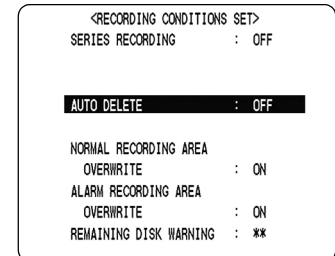 <RECORDING CONDITIONS SET>
SERIES RECORDING : OFF
AUTO DELETE : OFF
NORMAL RECORDING AREA
OVERWRITE : ON
ALARM RECORDING AREA
OVERWRITE : ON
REMAINING DISK WARNING : **